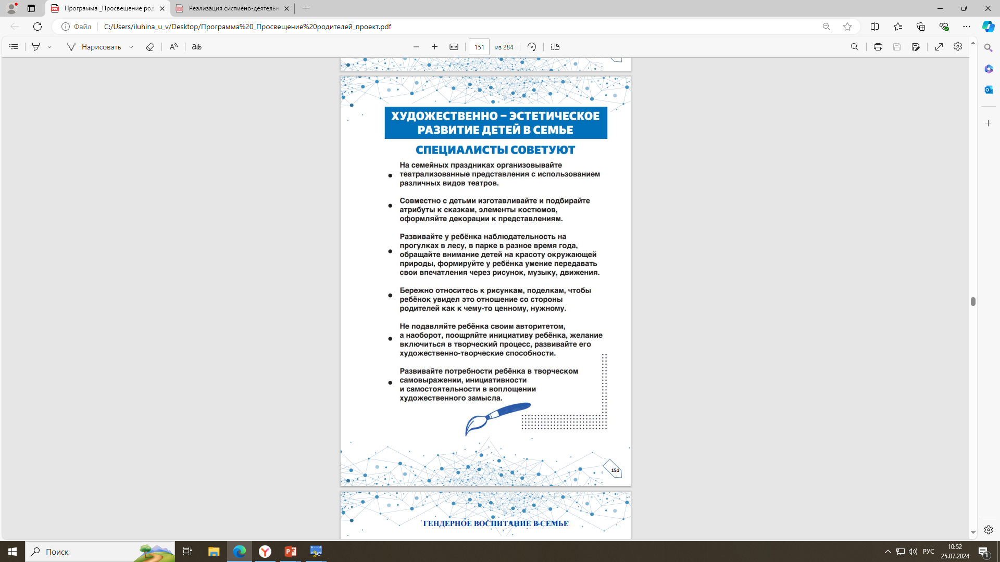 Программа _Просвещение род
Реализация систмено-деятельн
Файл
C:/Users/iluhina_u_v/Desktop/Программа%20_Просвещение%20родителей_проект.pdf
Нарисовать
аあ
151 из 284
ХУДОЖЕСТВЕННО – ЭСТЕТИЧЕСКОЕ
РАЗВИТИЕ ДЕТЕЙ В СЕМЬЕ
СПЕЦИАЛИСТЫ СОВЕТУЮТ
• На семейных праздниках организовывайте
театрализованные представления с использованием
различных видов театров.
• Совместно с детьми изготавливайте и подбирайте
атрибуты к сказкам, элементы костюмов,
оформляйте декорации к представлениям.
• Развивайте у ребёнка наблюдательность на
прогулках в лесу, в парке в разное время года,
обращайте внимание детей на красоту окружающей
природы, формируйте у ребёнка умение передавать
свои впечатления через рисунок, музыку, движения.
• Бережно относитесь к рисункам, поделкам, чтобы
ребёнок увидел это отношение со стороны
родителей как к чему-то ценному, нужному.
• Не подавляйте ребёнка своим авторитетом,
а наоборот, поощряйте инициативу ребёнка, желание
включиться в творческий процесс, развивайте его
художественно-творческие способности.
• Развивайте потребности ребёнка в творческом
самовыражении, инициативности
и самостоятельности в воплощении
художественного замысла.
151
ГЕНДЕРНОЕ ВОСПИТАНИЕ В СЕМЬЕ
Поиск
РУС
10:52
25.07.2024
1